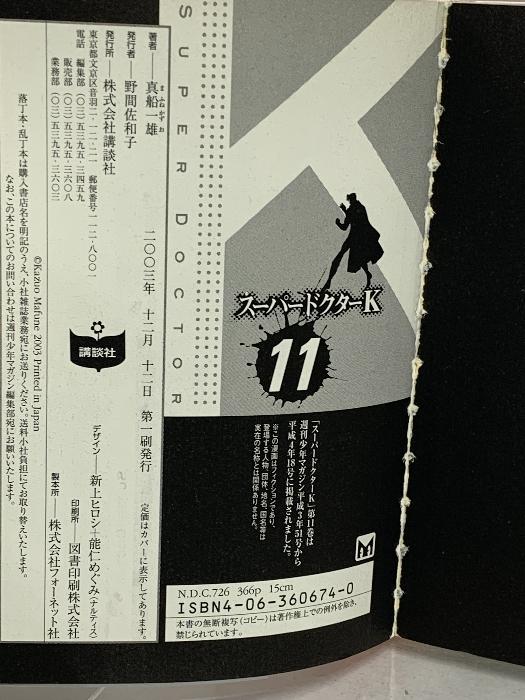 SUPER DOCTOR
スーパードクターK
11
「スーパードクターK」第11巻は
週刊少年マガジン平成3年51号から
平成4年18号に掲載されました。
※この漫画はフィクションであり、
登場する人物、団体、地名、国名等は
実在の名称とは関係ありません。
M
N.D.C.726 366p 15cm
ISBN4-06-360674-0
本書の無断複写(コピー)は著作権法上での例外を除き、
禁じられています。
著者——真船一雄
まふねかずお
発行者——野間佐和子
発行所——株式会社講談社
東京都文京区音羽二-一二-二一 郵便番号一一二-八〇〇一
電話 編集部(〇三)五三九五-三四五九
販売部(〇三)五三九五-三六〇八
業務部(〇三)五三九五-三六〇三
二〇〇三年 十二月 十二日 第一刷発行
定価はカバーに表示してあります。
講談社
デザイン——新上ヒロシ+能仁めぐみ(ナルティス)
印刷所——図書印刷株式会社
製本所——株式会社フォーネット社
©Kazuo Mafune 2003 Printed in Japan
落丁本・乱丁本は購入書店名を明記のうえ、小社雑誌業務宛にお送りください。送料小社負担にてお取り替えいたします。
なお、この本についてのお問い合わせは週刊少年マガジン編集部宛にお願いいたします。